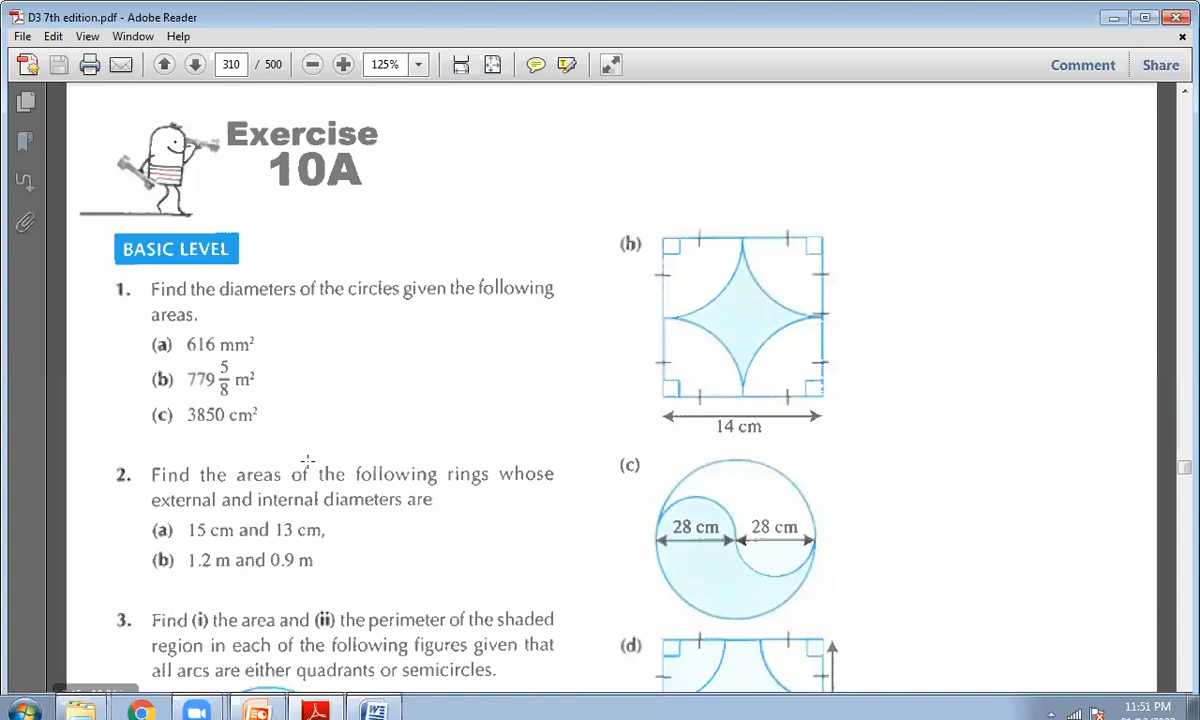 D3 7th edition.pdf - Adobe Reader
File Edit View Window Help
310 / 500 125% Comment Share
Exercise
10A
BASIC LEVEL
1. Find the diameters of the circles given the following
areas.
(a) 616 mm²
(b) 779 5/8 m²
(c) 3850 cm²
2. Find the areas of the following rings whose
external and internal diameters are
(a) 15 cm and 13 cm,
(b) 1.2 m and 0.9 m
3. Find (i) the area and (ii) the perimeter of the shaded
region in each of the following figures given that
all arcs are either quadrants or semicircles.
(b)
14 cm
(c)
28 cm 28 cm
(d)
11:51 PM